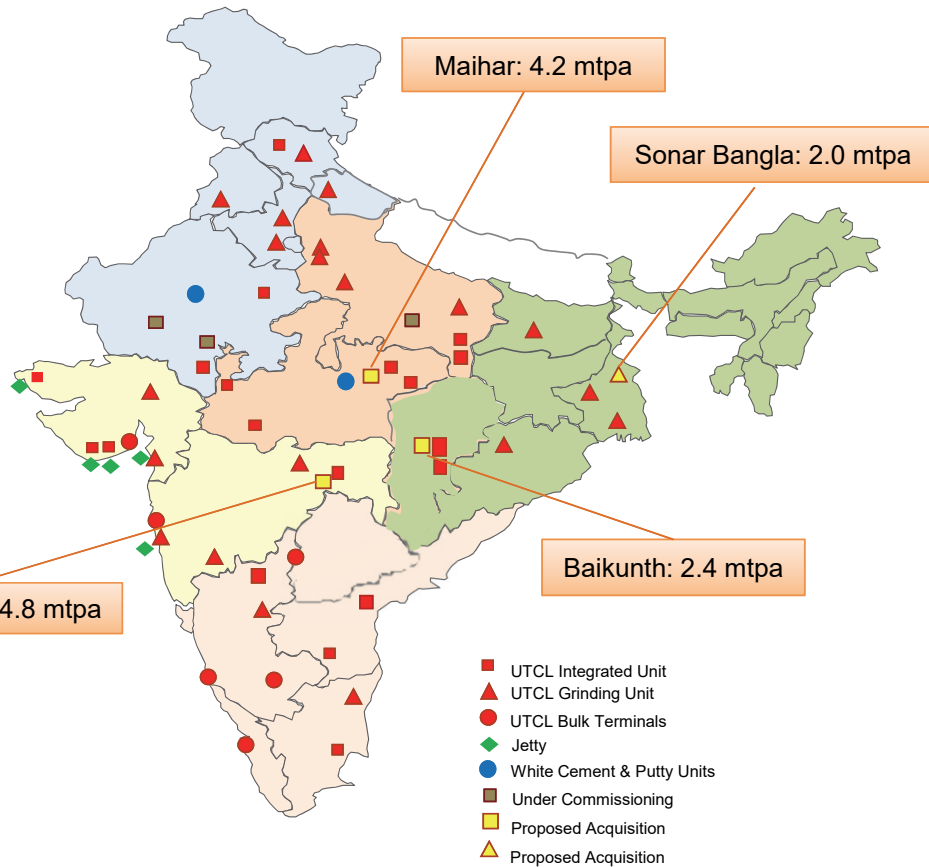 Maihar: 4.2 mtpa
Sonar Bangla: 2.0 mtpa
Baikunth: 2.4 mtpa
4.8 mtpa
UTCL Integrated Unit
UTCL Grinding Unit
UTCL Bulk Terminals
Jetty
White Cement & Putty Units
Under Commissioning
Proposed Acquisition
Proposed Acquisition